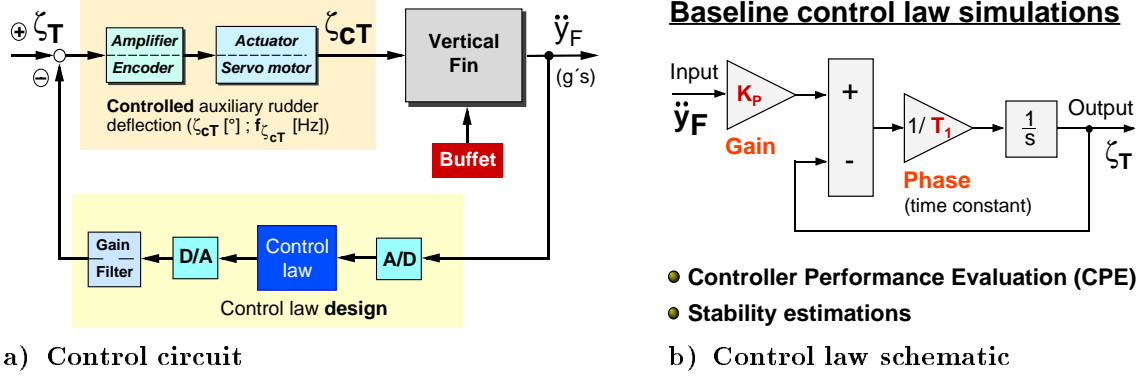 ⊕ ζT
⊖
Amplifier
Encoder
Actuator
Servo motor
ζcT
Controlled auxiliary rudder
deflection (ζcT [°] ; fζcT [Hz])
Vertical
Fin
ÿF
(g´s)
Buffet
Gain
Filter
D/A
Control
law
A/D
Control law design
a) Control circuit
Baseline control law simulations
Input
ÿF
KP
Gain
+
-
1/ T1
Phase
(time constant)
1
s
Output
ζT
Controller Performance Evaluation (CPE)
Stability estimations
b) Control law schematic